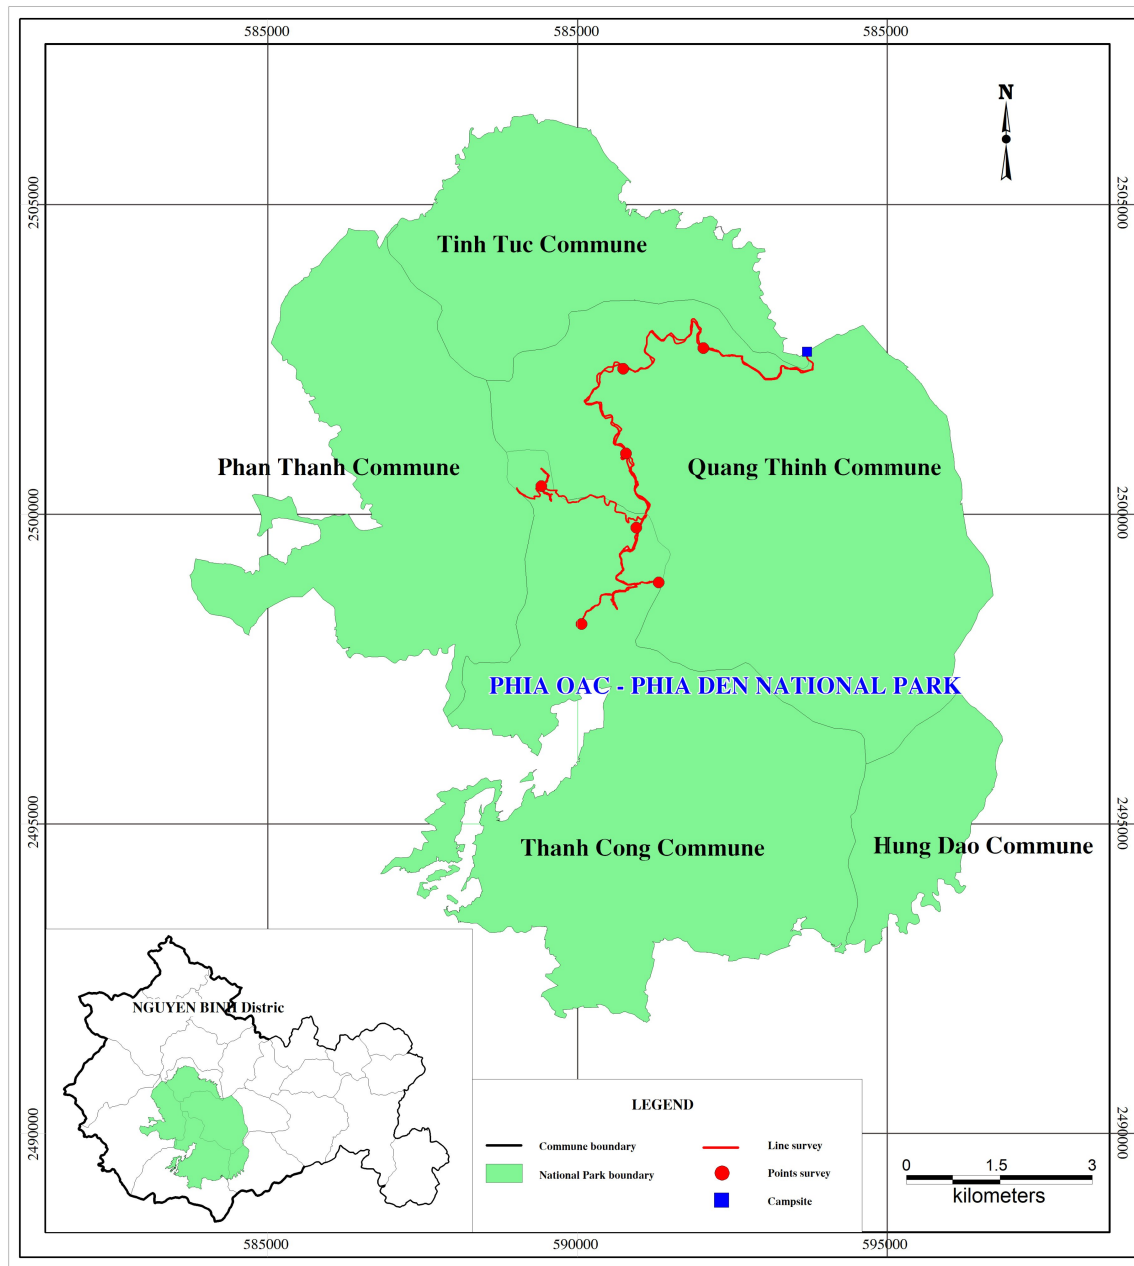 585000 585000 585000
N
2505000 2505000
Tinh Tuc Commune
Phan Thanh Commune
Quang Thinh Commune
2500000 2500000
PHIA OAC - PHIA DEN NATIONAL PARK
2495000 2495000
Thanh Cong Commune
Hung Dao Commune
NGUYEN BINH Distric
LEGEND
Commune boundary
National Park boundary
Line survey
Points survey
Campsite
2490000 2490000
0 1.5 3
kilometers
585000 590000 595000